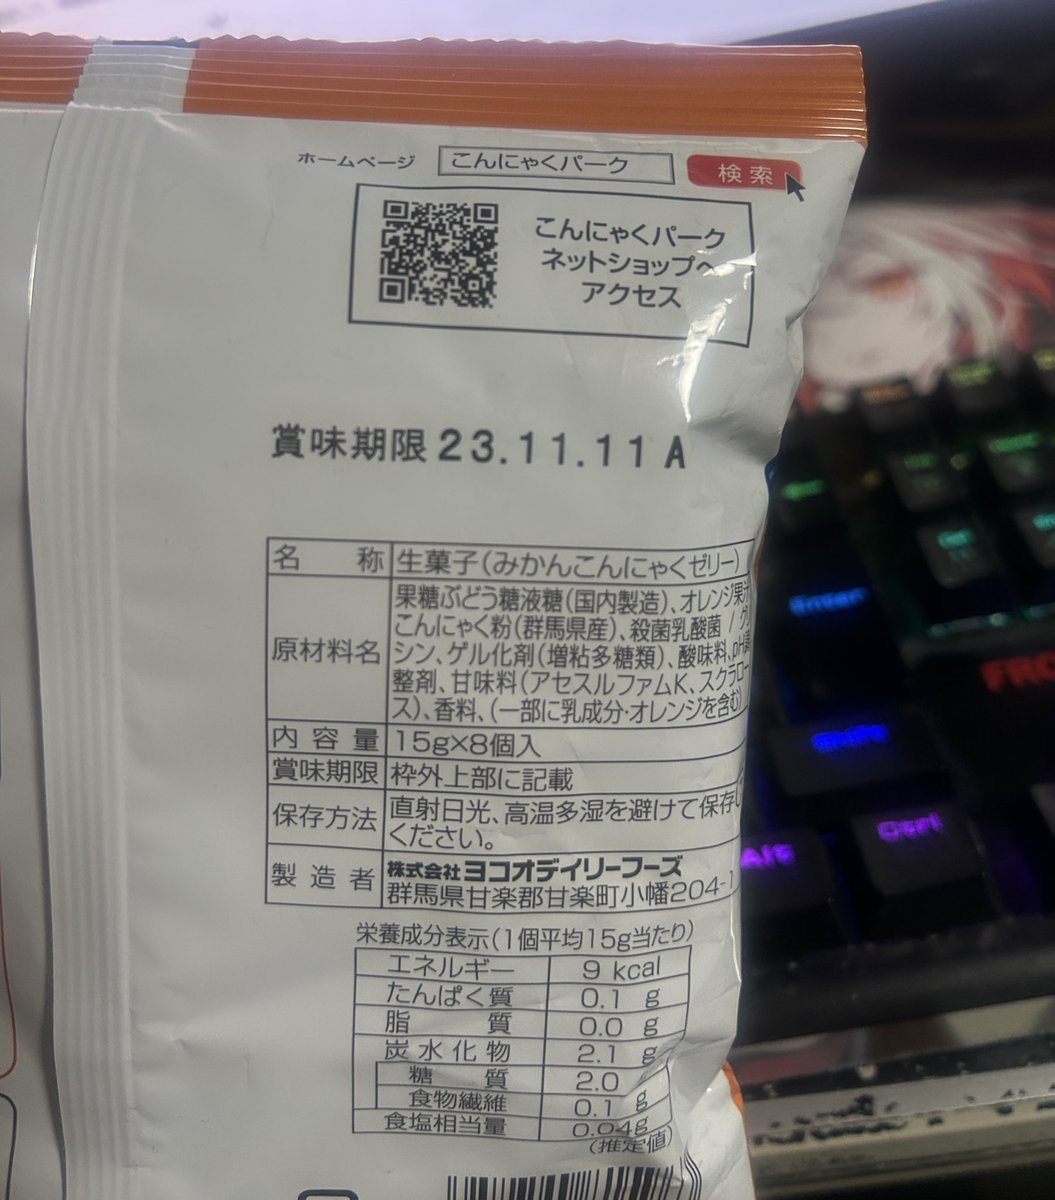 ホームページ こんにゃくパーク 検索
こんにゃくパーク
ネットショップへ
アクセス
賞味期限 23.11.11 A
名称 生菓子(みかんこんにゃくゼリー)
原材料名 果糖ぶどう糖液糖(国内製造)、オレンジ果汁
こんにゃく粉(群馬県産)、殺菌乳酸菌 / グリ
シン、ゲル化剤(増粘多糖類)、酸味料、pH調
整剤、甘味料(アセスルファムK、スクラロー
ス)、香料、(一部に乳成分・オレンジを含む)
内容量 15g×8個入
賞味期限 枠外上部に記載
保存方法 直射日光、高温多湿を避けて保存し
ください。
製造者 株式会社ヨコオデイリーフーズ
群馬県甘楽郡甘楽町小幡204-1
栄養成分表示(1個平均15g当たり)
エネルギー 9 kcal
たんぱく質 0.1 g
脂質 0.0 g
炭水化物 2.1 g
糖質 2.0
食物繊維 0.1 g
食塩相当量 0.04g
(推定値)
Enter
Shift
Alt
Ctrl